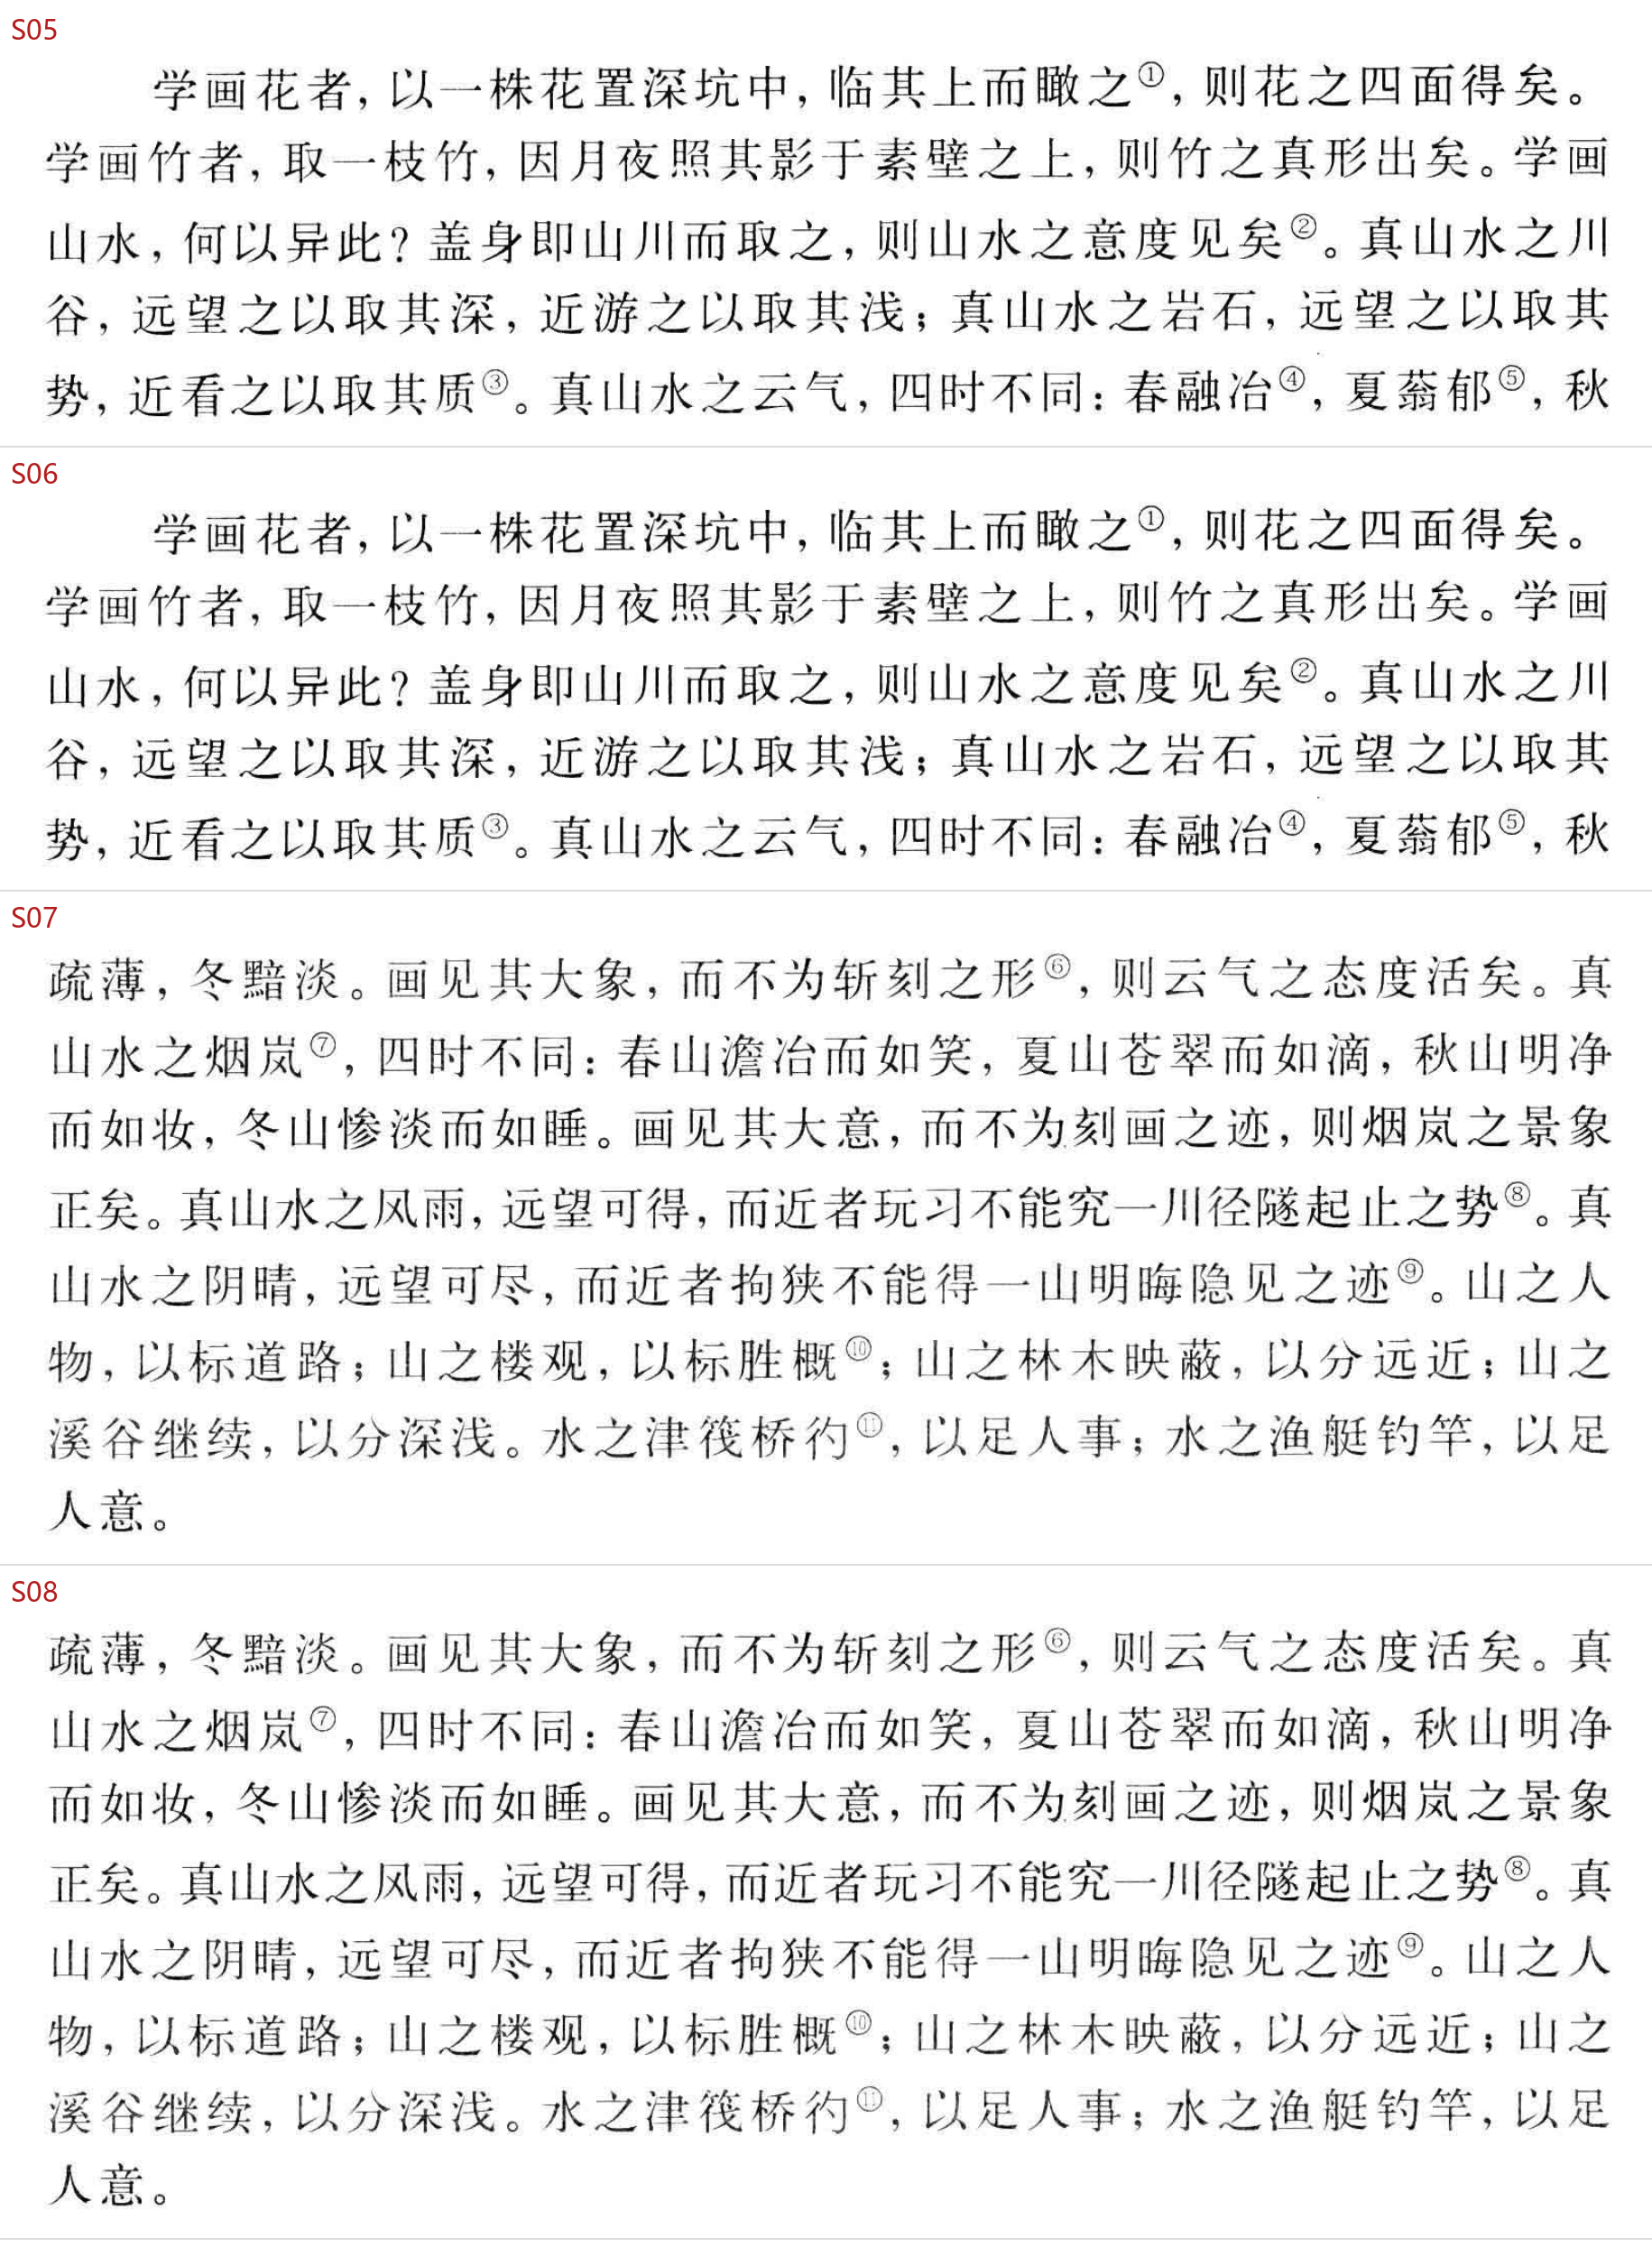 S05
学画花者，以一株花置深坑中，临其上而瞰之①，则花之四面得矣。
学画竹者，取一枝竹，因月夜照其影于素壁之上，则竹之真形出矣。学画
山水，何以异此？盖身即山川而取之，则山水之意度见矣②。真山水之川
谷，远望之以取其深，近游之以取其浅；真山水之岩石，远望之以取其
势，近看之以取其质③。真山水之云气，四时不同：春融冶④，夏蓊郁⑤，秋
S06
学画花者，以一株花置深坑中，临其上而瞰之①，则花之四面得矣。
学画竹者，取一枝竹，因月夜照其影于素壁之上，则竹之真形出矣。学画
山水，何以异此？盖身即山川而取之，则山水之意度见矣②。真山水之川
谷，远望之以取其深，近游之以取其浅；真山水之岩石，远望之以取其
势，近看之以取其质③。真山水之云气，四时不同：春融冶④，夏蓊郁⑤，秋
S07
疏薄，冬黯淡。画见其大象，而不为斩刻之形⑥，则云气之态度活矣。真
山水之烟岚⑦，四时不同：春山澹冶而如笑，夏山苍翠而如滴，秋山明净
而如妆，冬山惨淡而如睡。画见其大意，而不为刻画之迹，则烟岚之景象
正矣。真山水之风雨，远望可得，而近者玩习不能究一川径隧起止之势⑧。真
山水之阴晴，远望可尽，而近者拘狭不能得一山明晦隐见之迹⑨。山之人
物，以标道路；山之楼观，以标胜概⑩；山之林木映蔽，以分远近；山之
溪谷继续，以分深浅。水之津筏桥彴⑪，以足人事；水之渔艇钓竿，以足
人意。
S08
疏薄，冬黯淡。画见其大象，而不为斩刻之形⑥，则云气之态度活矣。真
山水之烟岚⑦，四时不同：春山澹冶而如笑，夏山苍翠而如滴，秋山明净
而如妆，冬山惨淡而如睡。画见其大意，而不为刻画之迹，则烟岚之景象
正矣。真山水之风雨，远望可得，而近者玩习不能究一川径隧起止之势⑧。真
山水之阴晴，远望可尽，而近者拘狭不能得一山明晦隐见之迹⑨。山之人
物，以标道路；山之楼观，以标胜概⑩；山之林木映蔽，以分远近；山之
溪谷继续，以分深浅。水之津筏桥彴⑪，以足人事；水之渔艇钓竿，以足
人意。